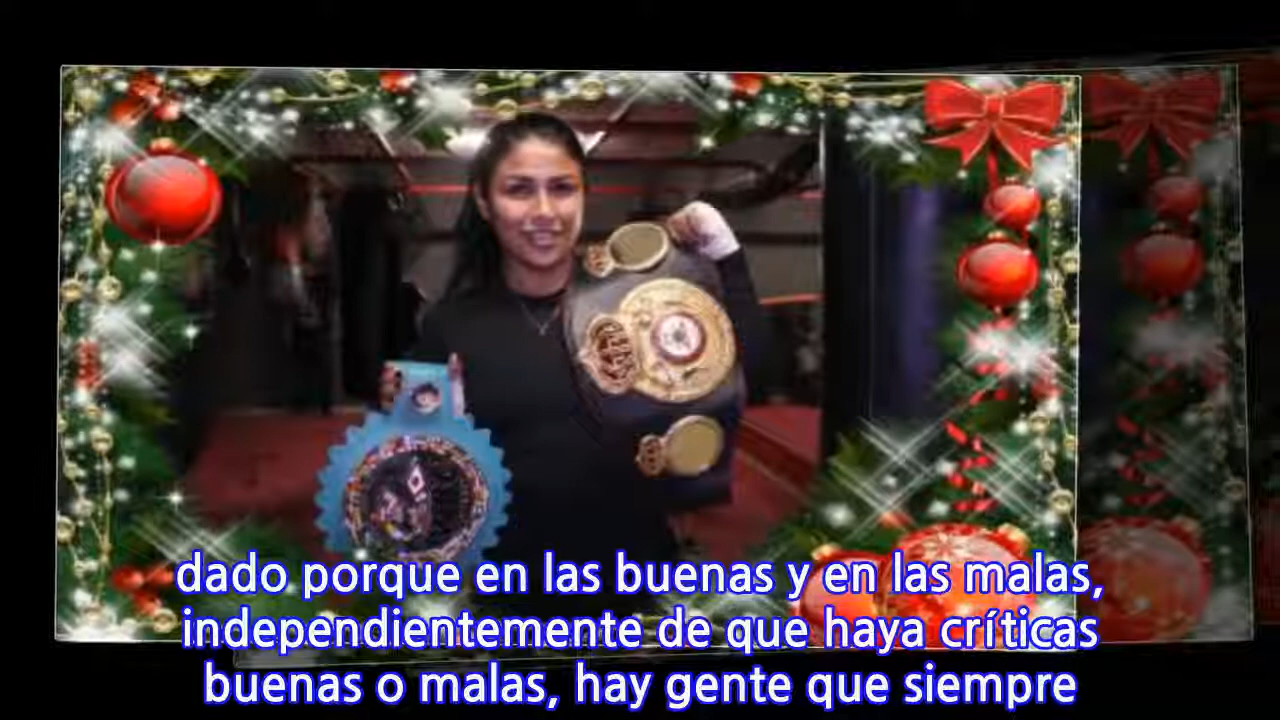 dado porque en las buenas y en las malas,
independientemente de que haya críticas
buenas o malas, hay gente que siempre